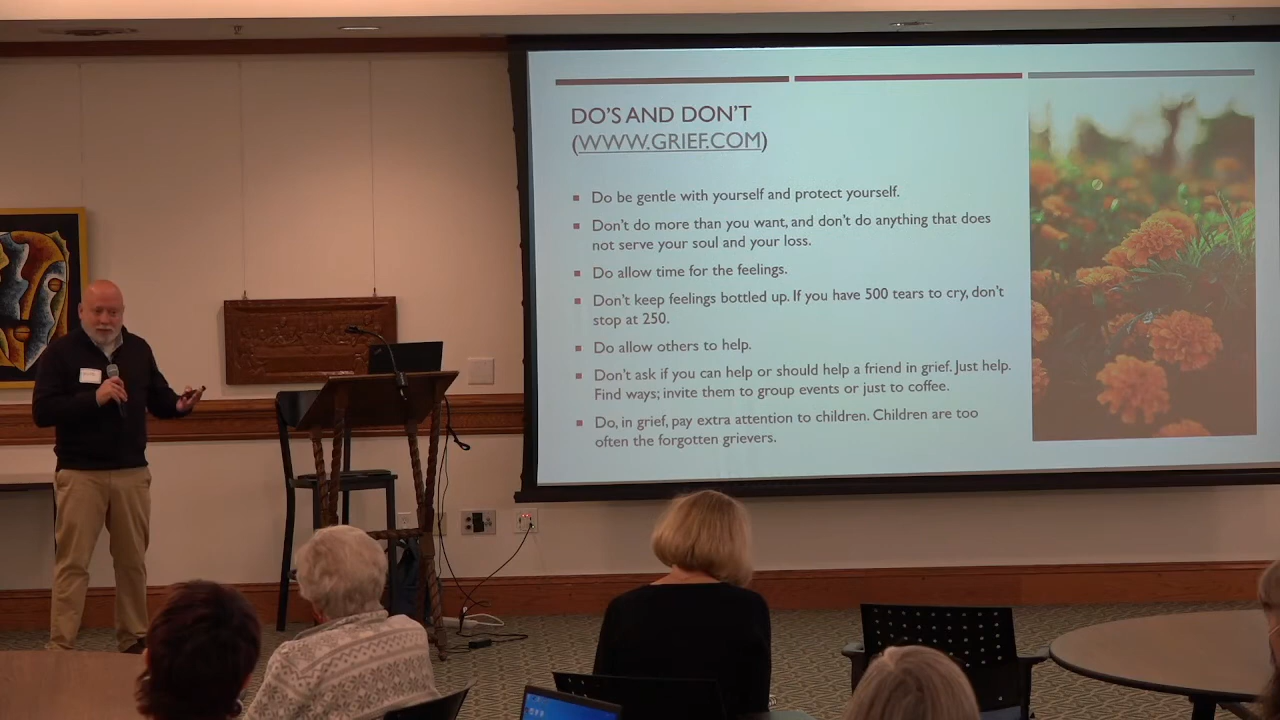 DO'S AND DON'T
(WWW.GRIEF.COM)
Do be gentle with yourself and protect yourself.
Don't do more than you want, and don't do anything that does
not serve your soul and your loss.
Do allow time for the feelings.
Don't keep feelings bottled up. If you have 500 tears to cry, don't
stop at 250.
Do allow others to help.
Don't ask if you can help or should help a friend in grief. Just help.
Find ways; invite them to group events or just to coffee.
Do, in grief, pay extra attention to children. Children are too
often the forgotten grievers.